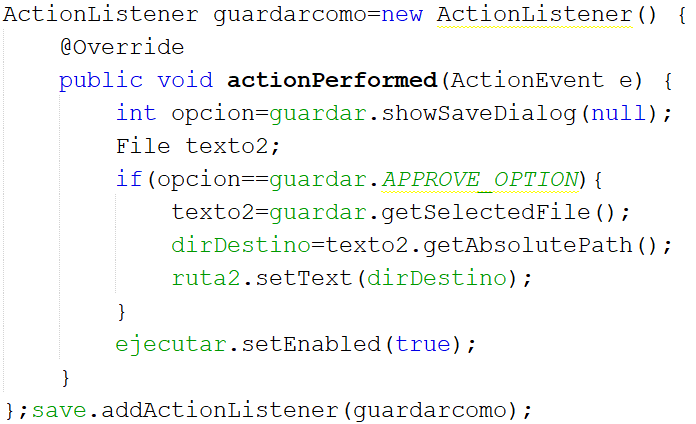 ActionListener guardarcomo=new ActionListener() {
@Override
public void actionPerformed(ActionEvent e) {
int opcion=guardar.showSaveDialog(null);
File texto2;
if(opcion==guardar.APPROVE_OPTION){
texto2=guardar.getSelectedFile();
dirDestino=texto2.getAbsolutePath();
ruta2.setText(dirDestino);
}
ejecutar.setEnabled(true);
}
};save.addActionListener(guardarcomo);